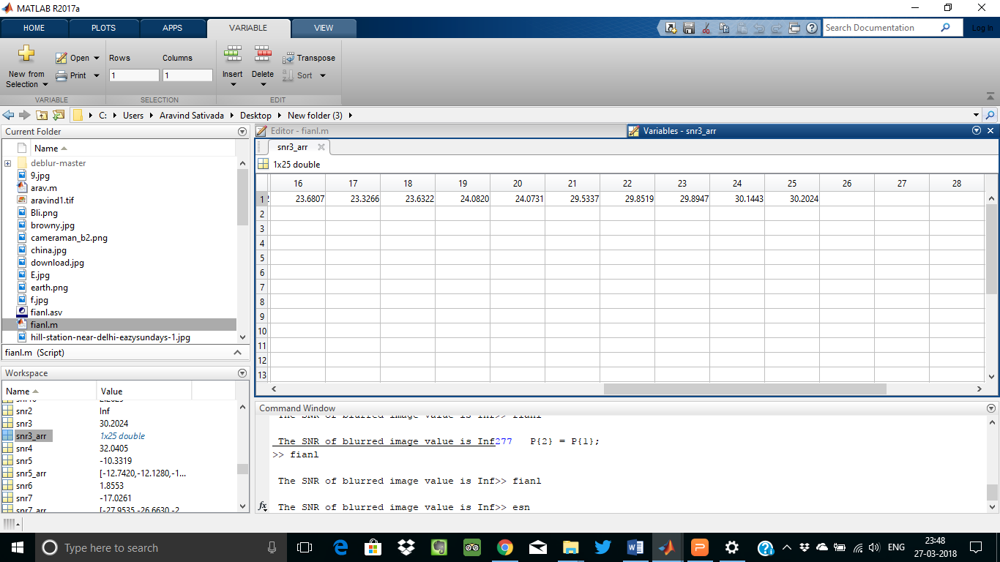 MATLAB R2017a
HOME PLOTS APPS VARIABLE VIEW
Search Documentation Log In
New from Selection Open Print Rows Columns
1 1
Insert Delete Transpose Sort
VARIABLE SELECTION EDIT
C: Users Aravind Sativada Desktop New folder (3)
Current Folder
Name
deblur-master
9.jpg
arav.m
aravind1.tif
Bli.png
browny.jpg
cameraman_b2.png
china.jpg
download.jpg
E.jpg
earth.png
f.jpg
fianl.asv
fianl.m
hill-station-near-delhi-eazysundays-1.jpg
fianl.m (Script)
Workspace
Name Value
snr2 Inf
snr3 30.2024
snr3_arr 1x25 double
snr4 32.0405
snr5 -10.3319
snr5_arr [-12.7420,-12.1280,-1...
snr6 1.8553
snr7 -17.0261
snr7_arr [-27.9535,-26.6630,-2
Editor - fianl.m
Variables - snr3_arr
snr3_arr
1x25 double
16 17 18 19 20 21 22 23 24 25 26 27 28
1 23.6807 23.3266 23.6322 24.0820 24.0731 29.5337 29.8519 29.8947 30.1443 30.2024
2
3
4
5
6
7
8
9
10
11
12
13
Command Window
The SNR of blurred image value is Inf>> fianl
The SNR of blurred image value is Inf277 P{2} = P{1};
>> fianl
The SNR of blurred image value is Inf>> fianl
fx The SNR of blurred image value is Inf>> esn
Type here to search
ENG
23:48
27-03-2018